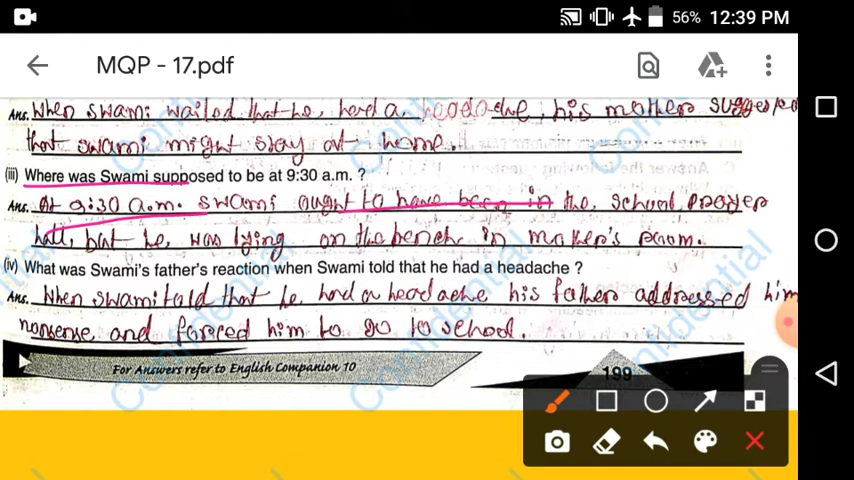 56% 12:39 PM
MQP - 17.pdf
Ans. When swami wailed that he, had a headache, his mother suggested
that swami might stay at home.
(iii) Where was Swami supposed to be at 9:30 a.m. ?
Ans. At 9:30 a.m. swami ought to have been in the school prayer
hall, but he, was lying on the bench in mother's room.
(iv) What was Swami's father's reaction when Swami told that he had a headache ?
Ans. When swami told that he had a headache his father addressed him
nonsense and forced him to go to school.
For Answers refer to English Companion 10
199
Confidential